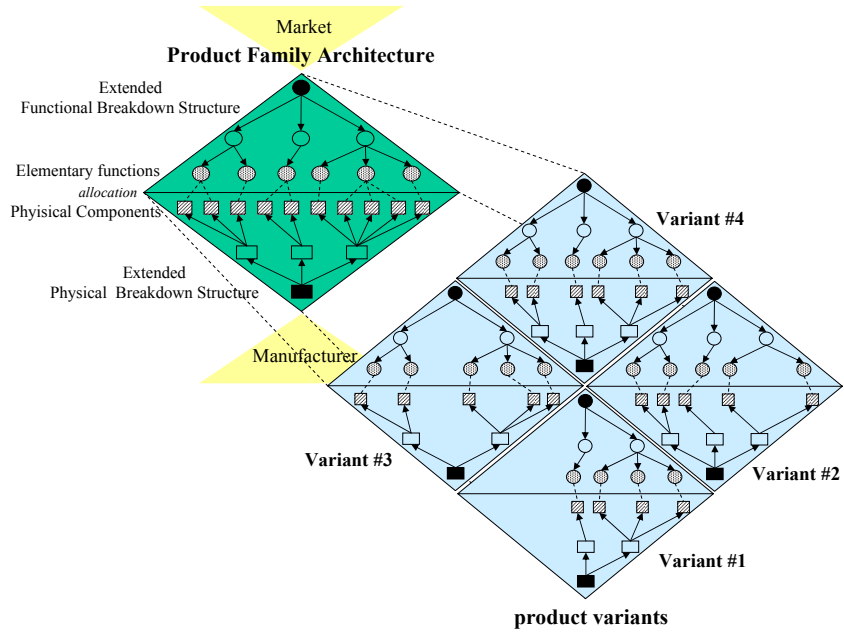 Market
Product Family Architecture
Extended
Functional Breakdown Structure
Elementary functions
allocation
Phyisical Components
Extended
Physical Breakdown Structure
Manufacturer
Variant #4
Variant #3
Variant #2
Variant #1
product variants